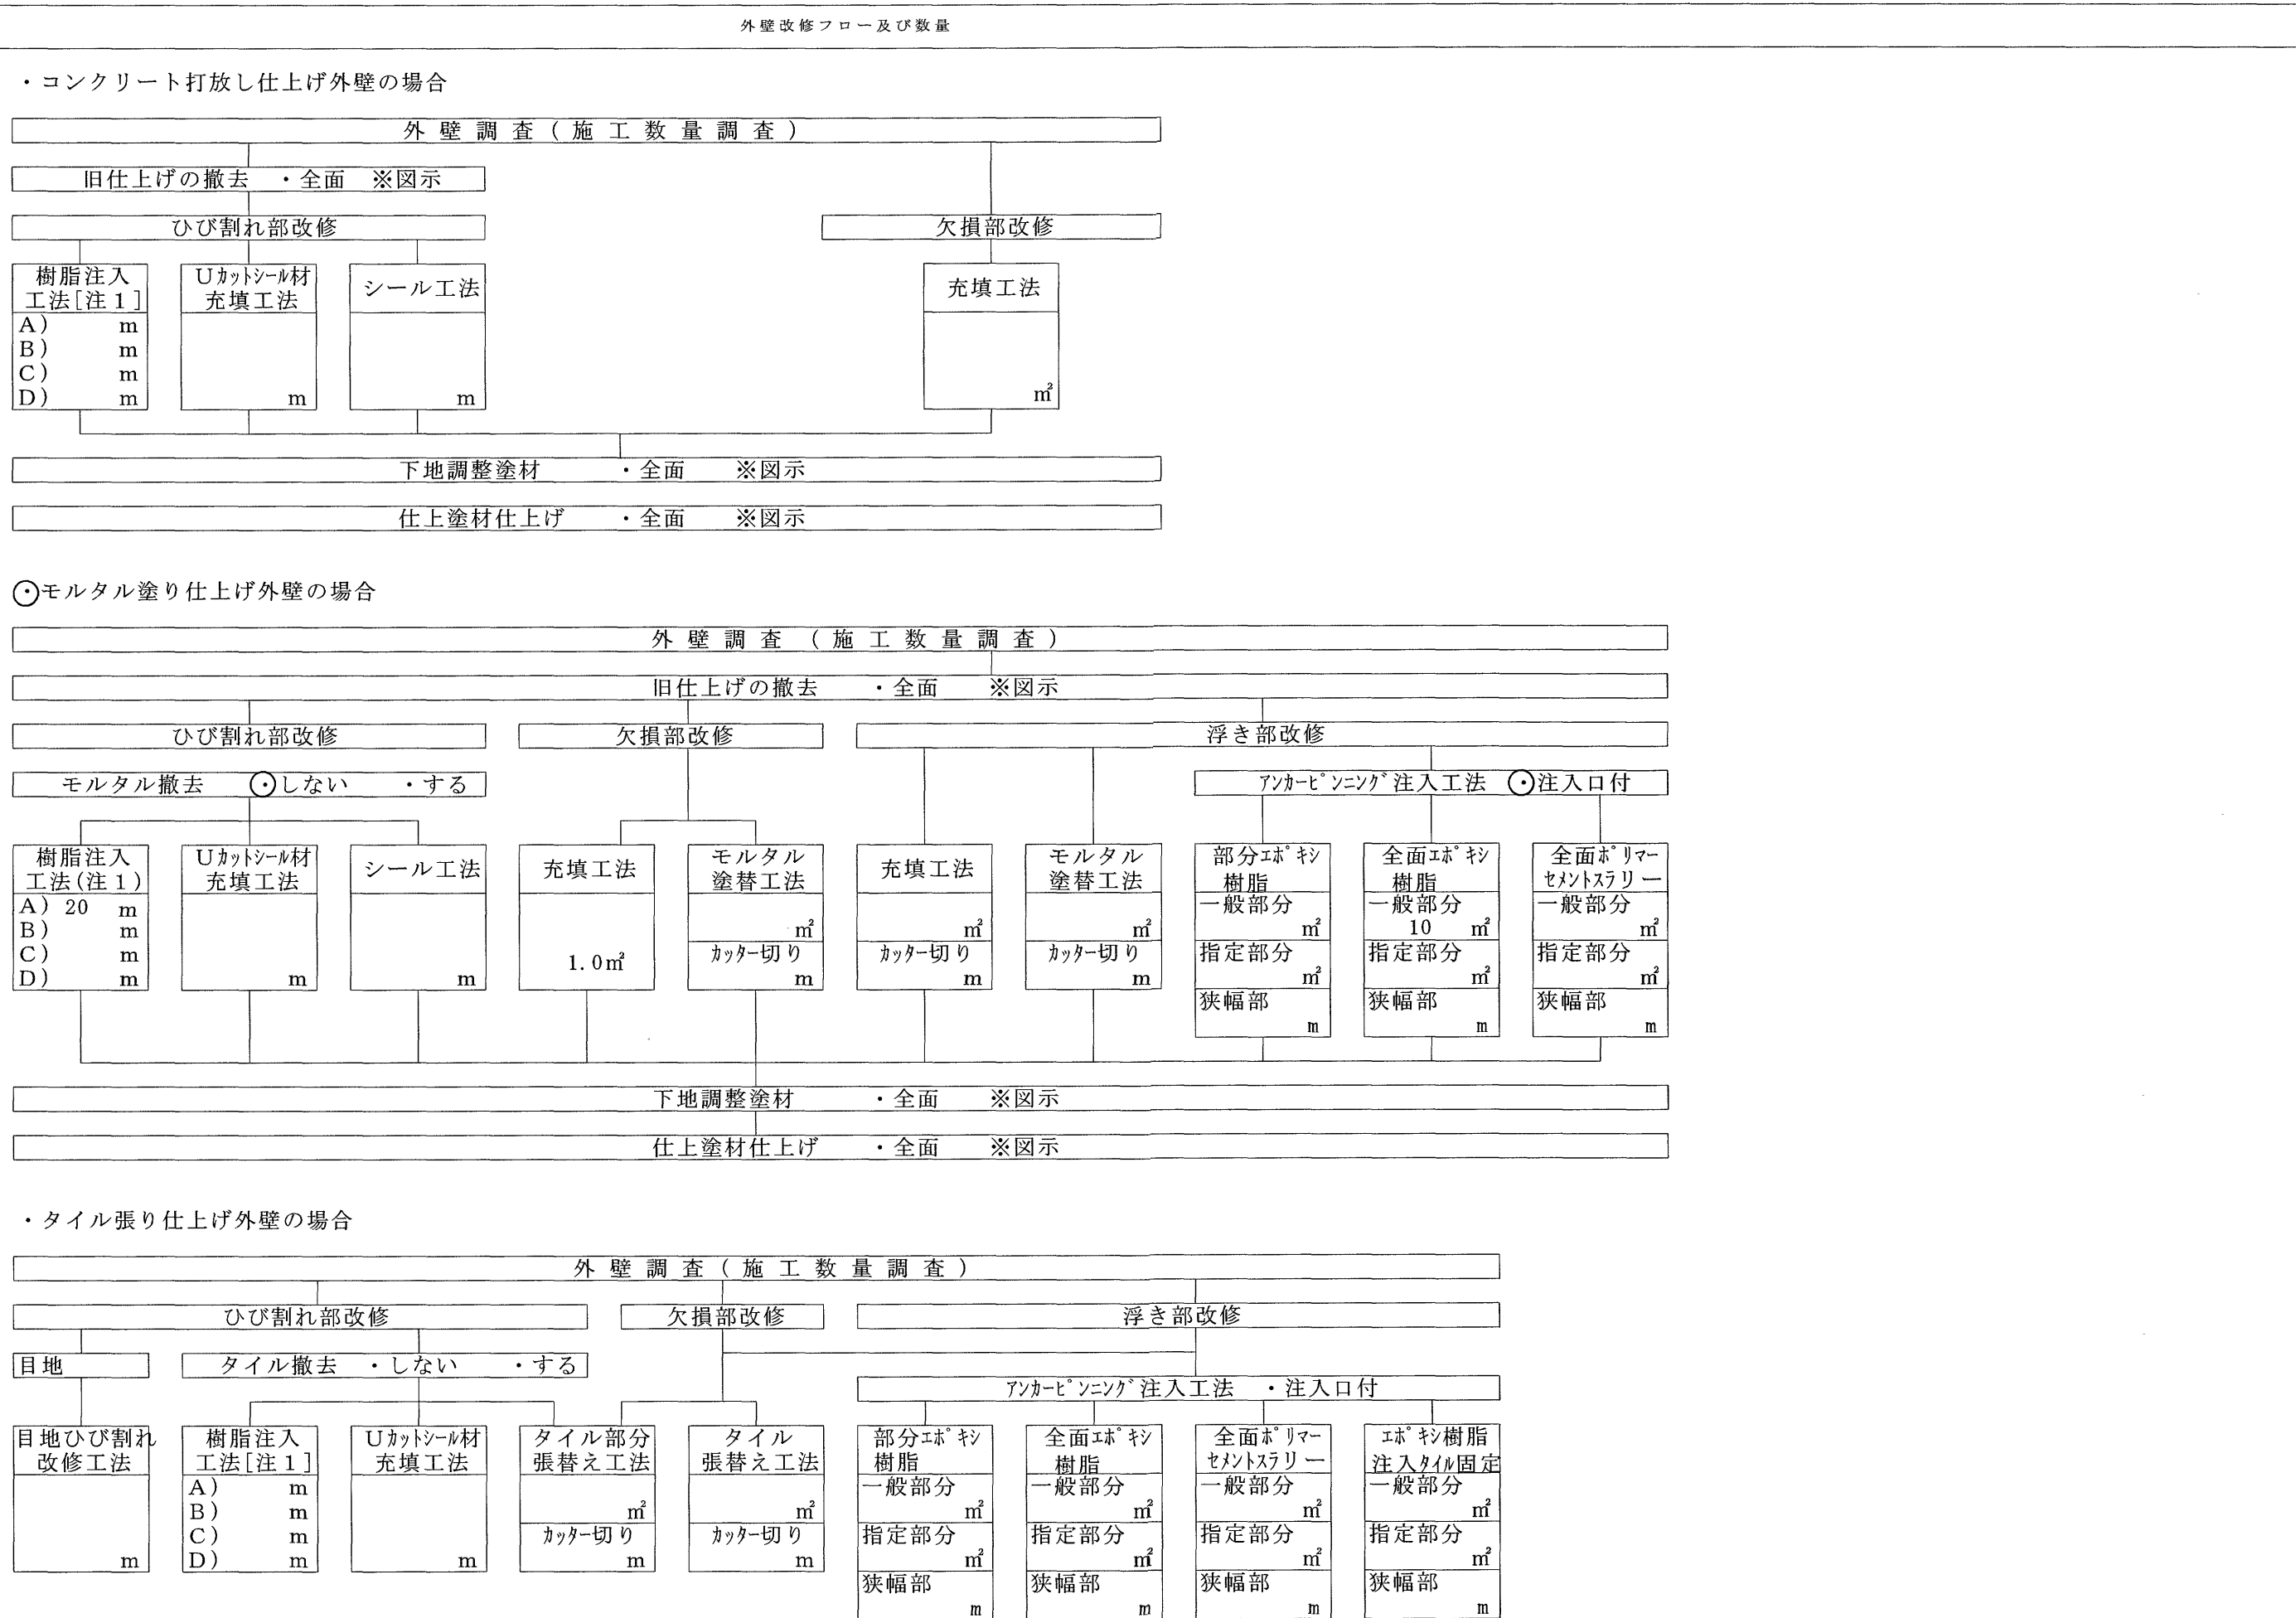 外壁改修フロー及び数量
・コンクリート打放し仕上げ外壁の場合
外壁調査(施工数量調査)
旧仕上げの撤去 ・全面 ※図示
ひび割れ部改修 欠損部改修
樹脂注入 Uカットシール材 シール工法 充填工法
工法[注1] 充填工法
A) m
B) m
C) m
D) m m m ㎡
下地調整塗材 ・全面 ※図示
仕上塗材仕上げ ・全面 ※図示
⊙モルタル塗り仕上げ外壁の場合
外壁調査(施工数量調査)
旧仕上げの撤去 ・全面 ※図示
ひび割れ部改修 欠損部改修 浮き部改修
モルタル撤去 ⊙しない ・する アンカーピンニング注入工法 ⊙注入口付
樹脂注入 Uカットシール材 シール工法 充填工法 モルタル 充填工法 モルタル 部分エポキシ 全面エポキシ 全面ポリマー
工法(注1) 充填工法 塗替工法 塗替工法 樹脂 樹脂 セメントスラリー
A) 20 m 一般部分 一般部分 一般部分
B) m ㎡ ㎡ ㎡ ㎡ 10 ㎡ ㎡
C) m 1.0㎡ カッター切り カッター切り カッター切り 指定部分 指定部分 指定部分
D) m m m m m m ㎡ ㎡ ㎡
狭幅部 狭幅部 狭幅部
m m m
下地調整塗材 ・全面 ※図示
仕上塗材仕上げ ・全面 ※図示
・タイル張り仕上げ外壁の場合
外壁調査(施工数量調査)
ひび割れ部改修 欠損部改修 浮き部改修
目地 タイル撤去 ・しない ・する
アンカーピンニング注入工法 ・注入口付
目地ひび割れ 樹脂注入 Uカットシール材 タイル部分 タイル 部分エポキシ 全面エポキシ 全面ポリマー エポキシ樹脂
改修工法 工法[注1] 充填工法 張替え工法 張替え工法 樹脂 樹脂 セメントスラリー 注入タイル固定
A) m 一般部分 一般部分 一般部分 一般部分
B) m ㎡ ㎡ ㎡ ㎡ ㎡ ㎡
C) m カッター切り カッター切り 指定部分 指定部分 指定部分 指定部分
m D) m m m m ㎡ ㎡ ㎡ ㎡
狭幅部 狭幅部 狭幅部 狭幅部
m m m m